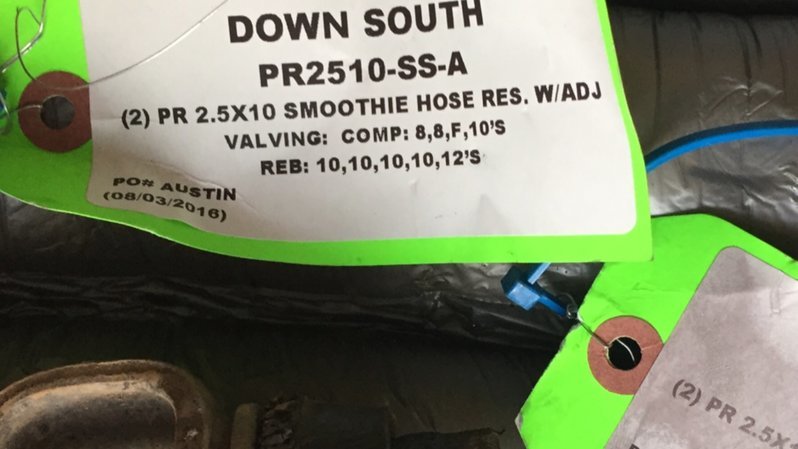 DOWN SOUTH
PR2510-SS-A
(2) PR 2.5X10 SMOOTHIE HOSE RES. W/ADJ
VALVING: COMP: 8,8,F,10'S
REB: 10,10,10,10,12'S
PO# AUSTIN
(08/03/2016)
(2) PR 2.5X